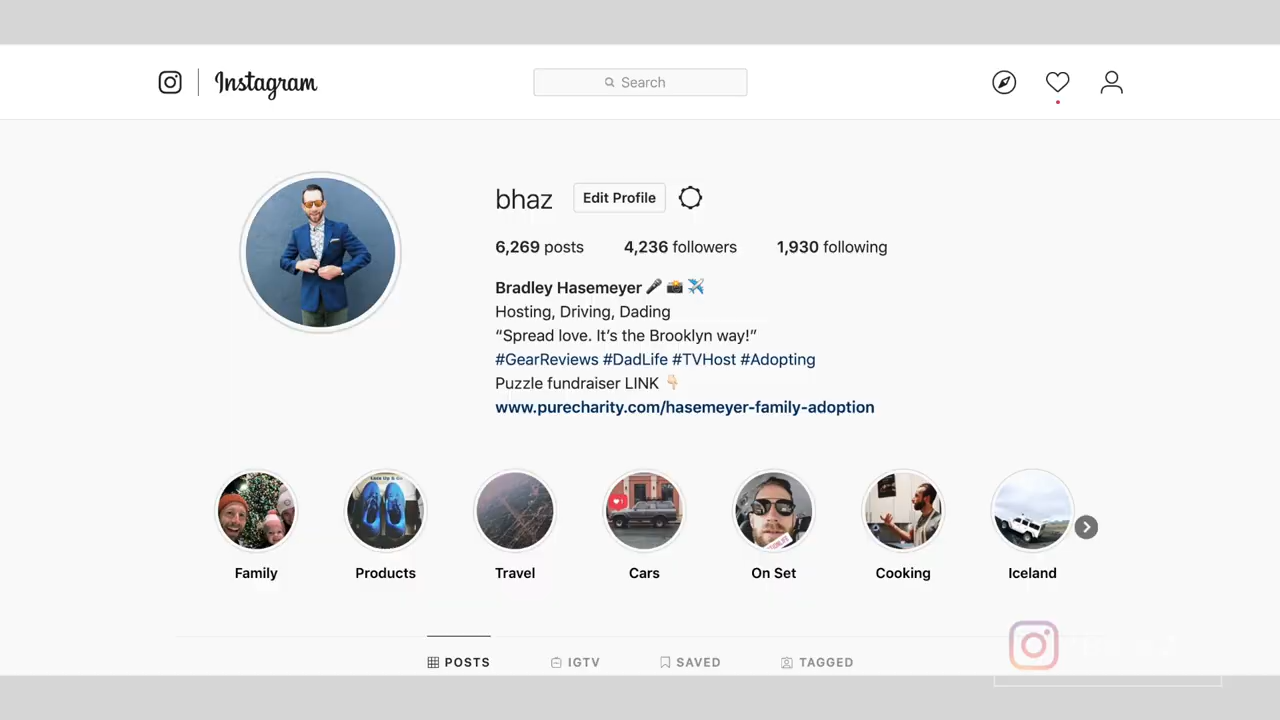 Instagram
Search
bhaz
Edit Profile
6,269 posts 4,236 followers 1,930 following
Bradley Hasemeyer 🎤 📸 ✈️
Hosting, Driving, Dading
“Spread love. It’s the Brooklyn way!”
#GearReviews #DadLife #TVHost #Adopting
Puzzle fundraiser LINK 👇🏻
www.purecharity.com/hasemeyer-family-adoption
Family Products Travel Cars On Set Cooking Iceland
POSTS IGTV SAVED TAGGED